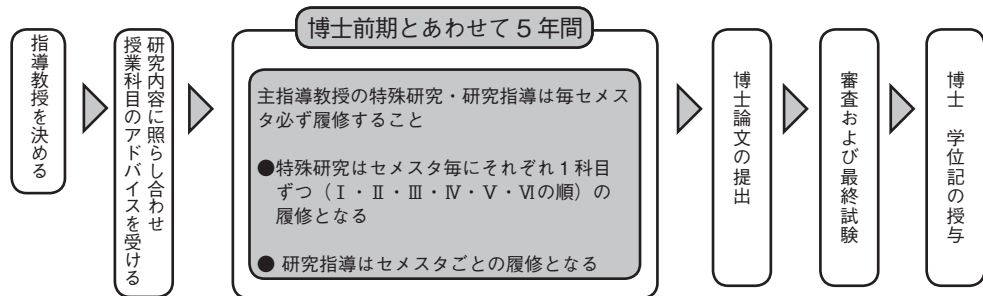 指導教授を決める
研究内容に照らし合わせ
授業科目のアドバイスを受ける
博士前期とあわせて５年間
主指導教授の特殊研究・研究指導は毎セメス
タ必ず履修すること
●特殊研究はセメスタ毎にそれぞれ１科目
ずつ（Ⅰ・Ⅱ・Ⅲ・Ⅳ・Ⅴ・Ⅵの順）の
履修となる
● 研究指導はセメスタごとの履修となる
博士論文の提出
審査および最終試験
博士　学位記の授与